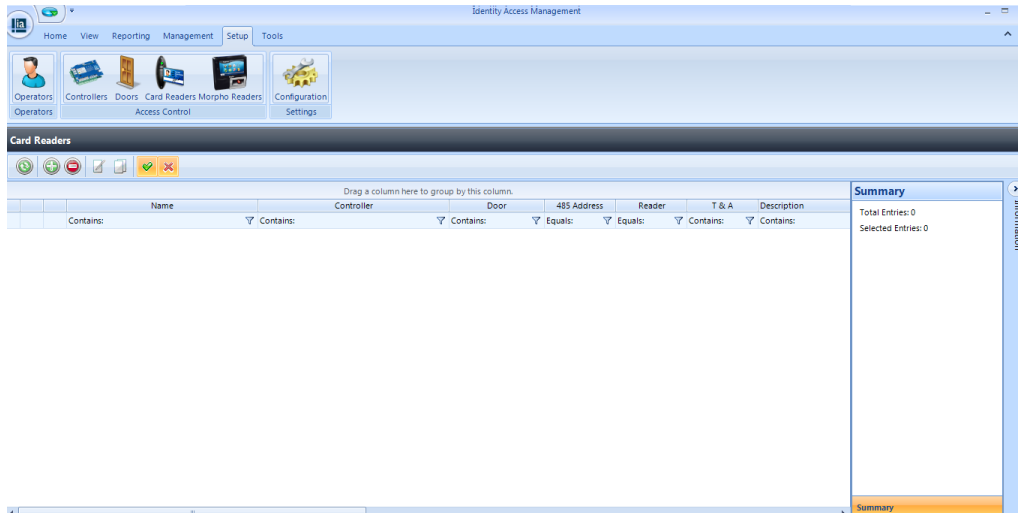 Identity Access Management
ia
Home View Reporting Management Setup Tools
Operators Controllers Doors Card Readers Morpho Readers Configuration
Operators Access Control Settings
Card Readers
Drag a column here to group by this column.
Name Controller Door 485 Address Reader T & A Description
Contains: Contains: Contains: Equals: Equals: Contains: Contains:
Summary
Total Entries: 0
Selected Entries: 0
Information
Summary